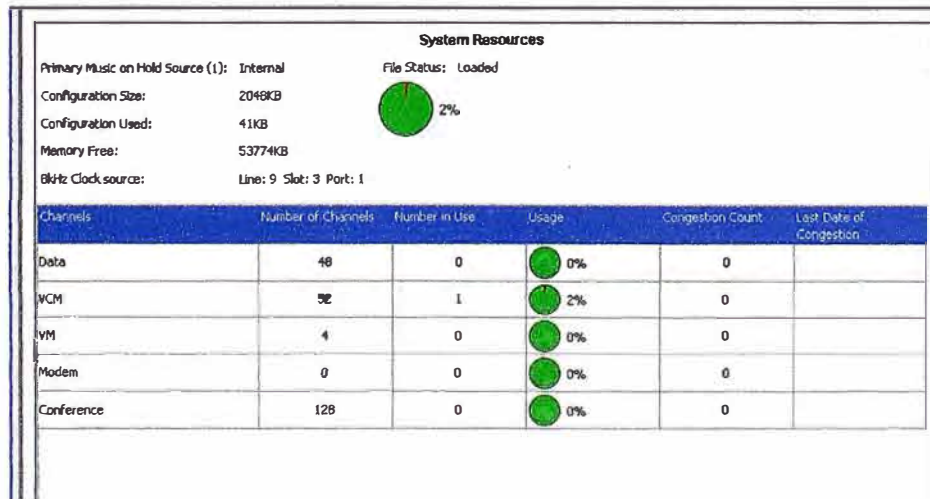 System Resources
Primary Music on Hold Source (1): Internal File Status: Loaded
Configuration Size: 2048KB
2%
Configuration Used: 41KB
Memory Free: 53774KB
8kHz Clock source: Line: 9 Slot: 3 Port: 1
Channels Number of Channels Number in Use Usage Congestion Count Last Date of
Congestion
Data 48 0 0% 0
VCM 1 2% 0
VM 4 0 0% 0
Modem 0 0 0% 0
Conference 128 0 0% 0